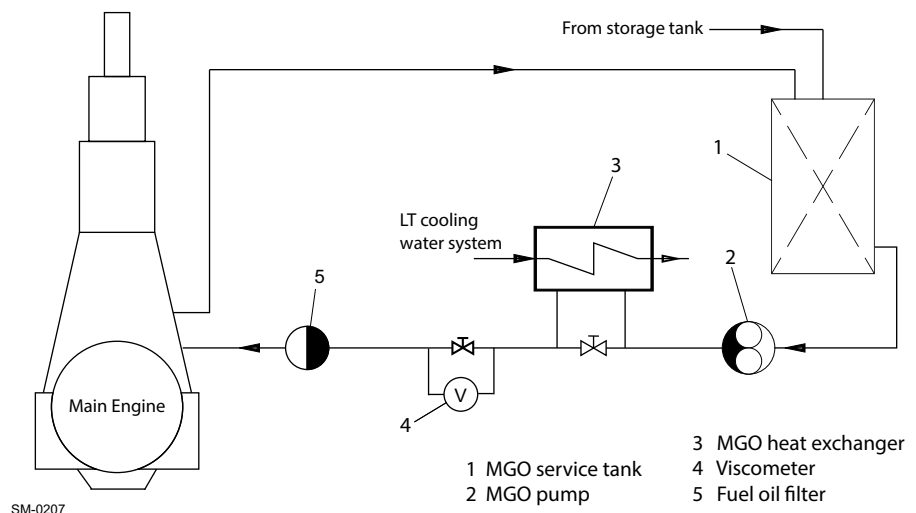 From storage tank
1
3
LT cooling
water system
2
5
V
4
Main Engine
1 MGO service tank
2 MGO pump
3 MGO heat exchanger
4 Viscometer
5 Fuel oil filter
SM-0207